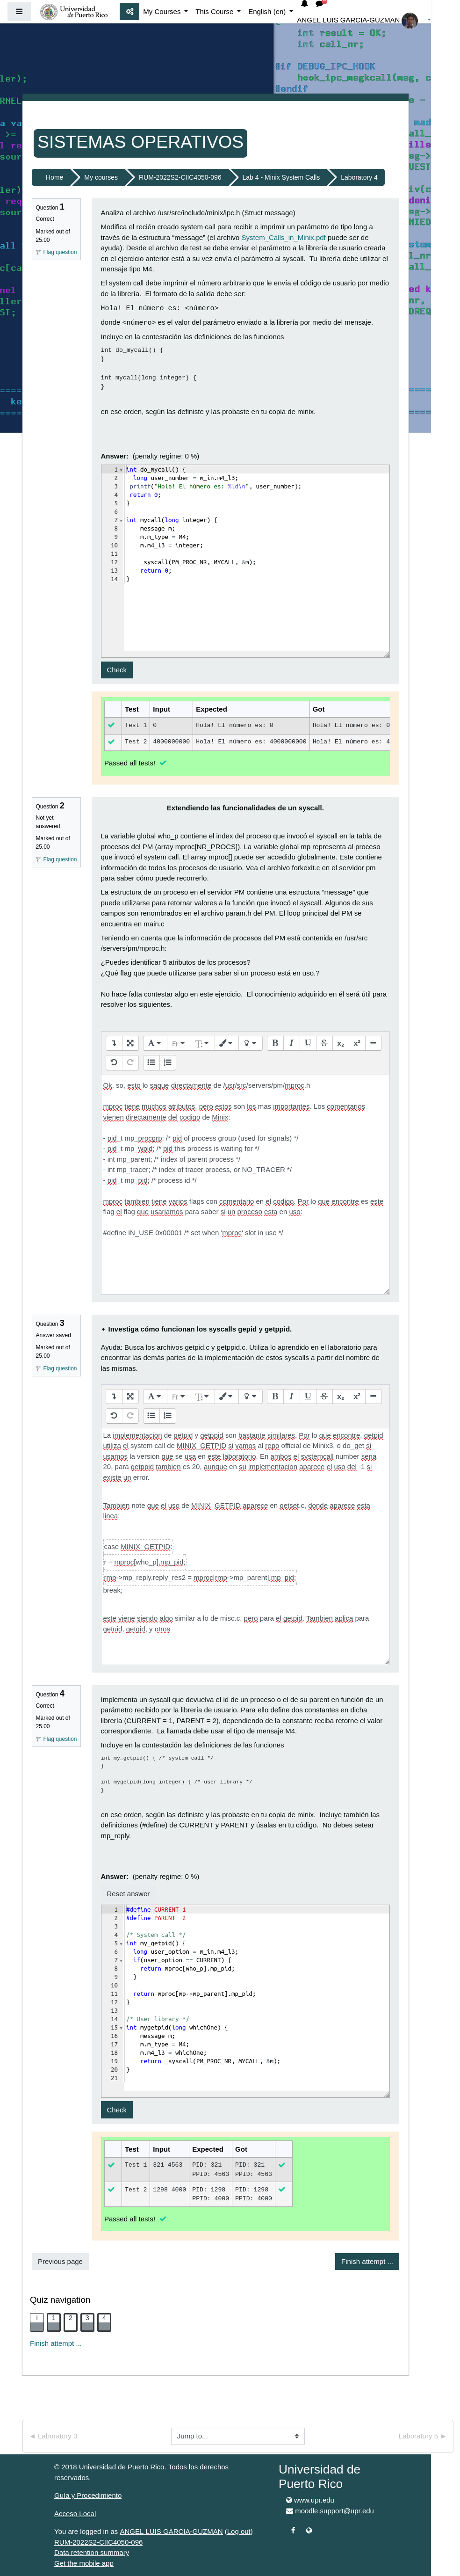 Universidad
de Puerto Rico
My Courses
This Course
English (en)
ANGEL LUIS GARCIA-GUZMAN
SISTEMAS OPERATIVOS
Home
My courses
RUM-2022S2-CIIC4050-096
Lab 4 - Minix System Calls
Laboratory 4
Question 1
Correct
Marked out of
25.00
Flag question
Analiza el archivo /usr/src/include/minix/ipc.h (Struct message)
Modifica el recién creado system call para que reciba e imprimir un parámetro de tipo long a
través de la estructura "message" (el archivo System_Calls_in_Minix.pdf puede ser de
ayuda). Desde el archivo de test se debe enviar el parámetro a la librería de usuario donde a
en el ejercicio anterior está a su vez envía el parámetro al syscall.  Tu librería debe utilizar el
mensaje tipo M4.
El system call debe imprimir el número arbitrario que le envía el código de usuario por medio
de la librería.  El formato de la salida debe ser:
Hola! El número es: <número>
donde <número> es el valor del parámetro enviado a la librería por medio del mensaje.
Incluye en la contestación las definiciones de las funciones
int do_mycall() {
}
int mycall(long integer) {
}
en ese orden, según las definiste y las probaste en tu copia de minix.
Answer:  (penalty regime: 0 %)
1 int do_mycall() {
2   long user_number = m_in.m4_l3;
3  printf("Hola! El número es: %ld\n", user_number);
4  return 0;
5 }
6
7 int mycall(long integer) {
8     message m;
9     m.m_type = M4;
10     m.m4_l3 = integer;
11
12     _syscall(PM_PROC_NR, MYCALL, &m);
13     return 0;
14 }
Check
Test Input Expected Got
Test 1 0 Hola! El número es: 0 Hola! El número es: 0
Test 2 4000000000 Hola! El número es: 4000000000 Hola! El número es: 4
Passed all tests!
Question 2
Not yet
answered
Marked out of
25.00
Flag question
Extendiendo las funcionalidades de un syscall.
La variable global who_p contiene el index del proceso que invocó el syscall en la tabla de
procesos del PM (array mproc[NR_PROCS]). La variable global mp representa al proceso
que invocó el system call. El array mproc[] puede ser accedido globalmente. Este contiene
información de todos los procesos de usuario. Vea el archivo forkexit.c en el servidor pm
para saber cómo puede recorrerlo.
La estructura de un proceso en el servidor PM contiene una estructura "message" que
puede utilizarse para retornar valores al proceso que invocó el syscall. Algunos de sus
campos son renombrados en el archivo param.h del PM. El loop principal del PM se
encuentra en main.c
Teniendo en cuenta que la información de procesos del PM está contenida en /usr/src
/servers/pm/mproc.h:
¿Puedes identificar 5 atributos de los procesos?
¿Qué flag que puede utilizarse para saber si un proceso está en uso.?
No hace falta contestar algo en este ejercicio.  El conocimiento adquirido en él será útil para
resolver los siguientes.
Ok, so, esto lo saque directamente de /usr/src/servers/pm/mproc.h
mproc tiene muchos atributos, pero estos son los mas importantes. Los comentarios
vienen directamente del codigo de Minix:
- pid_t mp_procgrp; /* pid of process group (used for signals) */
- pid_t mp_wpid; /* pid this process is waiting for */
- int mp_parent; /* index of parent process */
- int mp_tracer; /* index of tracer process, or NO_TRACER */
- pid_t mp_pid; /* process id */
mproc tambien tiene varios flags con comentario en el codigo. Por lo que encontre es este
flag el flag que usariamos para saber si un proceso esta en uso:
#define IN_USE 0x00001 /* set when 'mproc' slot in use */
Question 3
Answer saved
Marked out of
25.00
Flag question
• Investiga cómo funcionan los syscalls gepid y getppid.
Ayuda: Busca los archivos getpid.c y getppid.c. Utiliza lo aprendido en el laboratorio para
encontrar las demás partes de la implementación de estos syscalls a partir del nombre de
las mismas.
La implementacion de getpid y getppid son bastante similares. Por lo que encontre, getpid
utiliza el system call de MINIX_GETPID si vamos al repo official de Minix3, o do_get si
usamos la version que se usa en este laboratorio. En ambos el systemcall numero seria
20, para getppid tambien es 20, aunque en su implementacion aparece el uso del -1 si
existe un error.
Tambien note que el uso de MINIX_GETPID aparece en getset.c, donde aparece esta
linea:
case MINIX_GETPID:
r = mproc[who_p].mp_pid;
rmp->mp_reply.reply_res2 = mproc[rmp->mp_parent].mp_pid;
break;
este viene siendo algo similar a lo de misc.c, pero para el getpid. Tambien aplica para
getuid, getgid, y otros
Question 4
Correct
Marked out of
25.00
Flag question
Implementa un syscall que devuelva el id de un proceso o el de su parent en función de un
parámetro recibido por la librería de usuario. Para ello define dos constantes en dicha
librería (CURRENT = 1, PARENT = 2), dependiendo de la constante reciba retorne el valor
correspondiente.  La llamada debe usar el tipo de mensaje M4.
Incluye en la contestación las definiciones de las funciones
int my_getpid() { /* system call */
}
int mygetpid(long integer) { /* user library */
}
en ese orden, según las definiste y las probaste en tu copia de minix.  Incluye también las
definiciones (#define) de CURRENT y PARENT y úsalas en tu código.  No debes setear
mp_reply.
Answer:  (penalty regime: 0 %)
Reset answer
1 #define CURRENT 1
2 #define PARENT  2
3
4 /* System call */
5 int my_getpid() {
6   long user_option = m_in.m4_l3;
7   if(user_option == CURRENT) {
8     return mproc[who_p].mp_pid;
9   }
10
11   return mproc[mp->mp_parent].mp_pid;
12 }
13
14 /* User library */
15 int mygetpid(long whichOne) {
16     message m;
17     m.m_type = M4;
18     m.m4_l3 = whichOne;
19     return _syscall(PM_PROC_NR, MYCALL, &m);
20 }
21
Check
Test Input Expected Got
Test 1 321 4563 PID: 321 PID: 321
PPID: 4563 PPID: 4563
Test 2 1298 4000 PID: 1298 PID: 1298
PPID: 4000 PPID: 4000
Passed all tests!
Previous page
Finish attempt ...
Quiz navigation
i 1 2 3 4
Finish attempt ...
◄ Laboratory 3
Jump to...
Laboratory 5 ►
© 2018 Universidad de Puerto Rico. Todos los derechos
reservados.
Guía y Procedimiento
Acceso Local
You are logged in as ANGEL LUIS GARCIA-GUZMAN (Log out)
RUM-2022S2-CIIC4050-096
Data retention summary
Get the mobile app
Universidad de
Puerto Rico
www.upr.edu
moodle.support@upr.edu